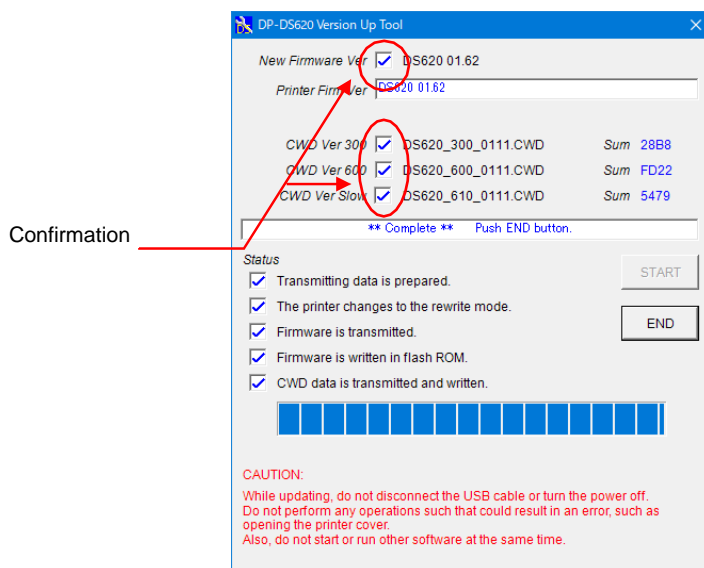 DP-DS620 Version Up Tool
New Firmware Ver DS620 01.62
Printer Firm Ver DS620 01.62
CWD Ver 300 DS620_300_0111.CWD Sum 28B8
CWD Ver 600 DS620_600_0111.CWD Sum FD22
CWD Ver Slow DS620_610_0111.CWD Sum 5479
Confirmation
** Complete ** Push END button.
Status
Transmitting data is prepared.
START
The printer changes to the rewrite mode.
END
Firmware is transmitted.
Firmware is written in flash ROM.
CWD data is transmitted and written.
CAUTION:
While updating, do not disconnect the USB cable or turn the power off.
Do not perform any operations such that could result in an error, such as
opening the printer cover.
Also, do not start or run other software at the same time.